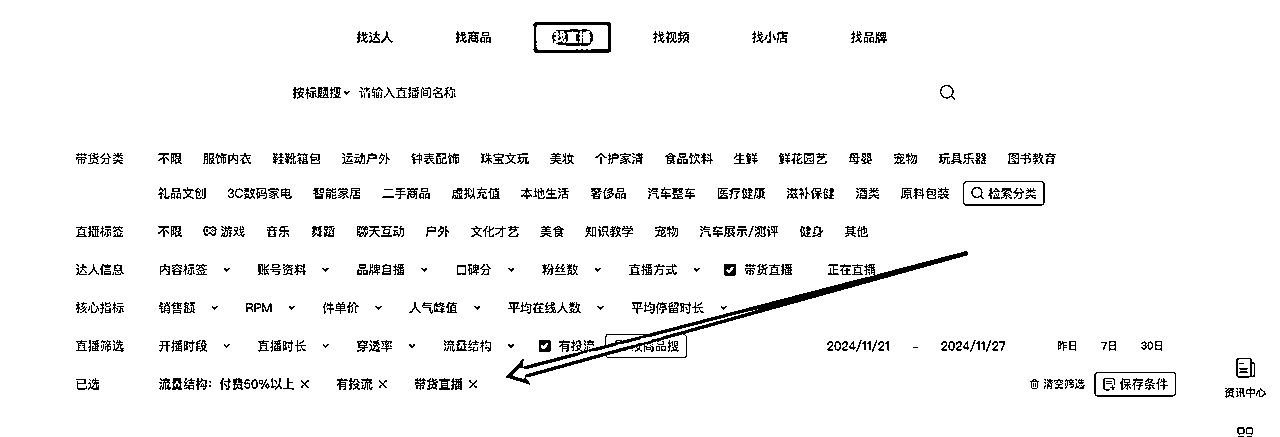 找达人 找商品 找直播 找视频 找小店 找品牌
按标题搜 请输入直播间名称
带货分类 不限 服饰内衣 鞋靴箱包 运动户外 钟表配饰 珠宝文玩 美妆 个护家清 食品饮料 生鲜 鲜花园艺 母婴 宠物 玩具乐器 图书教育
礼品文创 3C数码家电 智能家居 二手商品 虚拟充值 本地生活 奢侈品 汽车整车 医疗健康 滋补保健 酒类 原料包装 检索分类
直播标签 不限 游戏 音乐 舞蹈 聊天互动 户外 文化才艺 美食 知识教学 宠物 汽车展示/测评 健身 其他
达人信息 内容标签 账号资料 品牌自播 口碑分 粉丝数 直播方式 带货直播 正在直播
核心指标 销售额 RPM 件单价 人气峰值 平均在线人数 平均停留时长
直播筛选 开播时段 直播时长 穿透率 流量结构 有投流 商品搜 2024/11/21 - 2024/11/27 昨日 7日 30日
已选 流量结构：付费50%以上 × 有投流 × 带货直播 × 清空筛选 保存条件
资讯中心